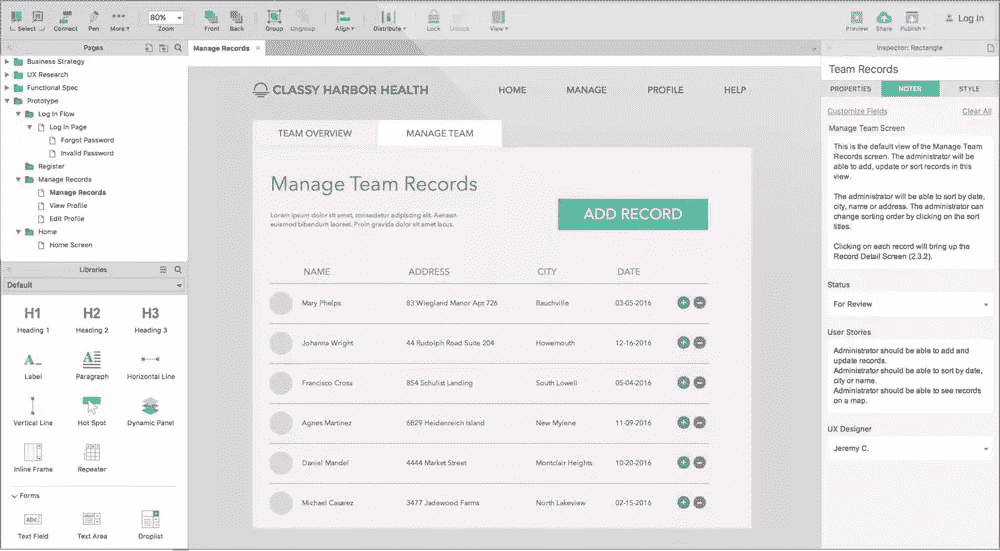 Select
Connect
Pen
More
80%
Zoom
Front
Back
Group
Ungroup
Align
Distribute
Lock
Unlock
View
Preview
Share
Publish
Log In
Pages
Business Strategy
UX Research
Functional Spec
Prototype
Log In Flow
Log In Page
Forgot Password
Invalid Password
Register
Manage Records
Manage Records
View Profile
Edit Profile
Home
Home Screen
Libraries
Default
H1
H2
H3
Heading 1
Heading 2
Heading 3
A
AA
Label
Paragraph
Horizontal Line
Vertical Line
Hot Spot
Dynamic Panel
Inline Frame
Repeater
Forms
Abc
Text Field
Text Area
Droplist
Manage Records
CLASSY HARBOR HEALTH
HOME
MANAGE
PROFILE
HELP
TEAM OVERVIEW
MANAGE TEAM
Manage Team Records
Lorem ipsum dolor sit amet, consectetur adipiscing elit. Aenean
euismod bibendum laoreet. Proin gravida dolor sit amet lacus.
ADD RECORD
NAME ADDRESS CITY DATE
Mary Phelps 83 Wiegland Manor Apt 726 Bauchville 03-05-2016
Johanna Wright 44 Rudolph Road Suite 204 Howemouth 12-16-2016
Francisco Cross 854 Schulist Landing South Lowell 05-04-2016
Agnes Martinez 6829 Heidenreich Island New Mylene 11-09-2016
Daniel Mandel 4444 Market Street Montclair Heights 10-20-2016
Michael Casarez 3477 Jadewood Farms North Lakeview 02-15-2016
Inspector: Rectangle
Team Records
PROPERTIES
NOTES
STYLE
Customize Fields
Clear All
Manage Team Screen
This is the default view of the Manage Team
Records screen. The administrator will be
able to add, update or sort records in this
view.
The administrator will be able to sort by date,
city, name or address. The administrator can
change sorting order by clicking on the sort
titles.
Clicking on each record will bring up the
Record Detail Screen (2.3.2).
Status
For Review
User Stories
Administrator should be able to add and
update records.
Administrator should be able to sort by date,
city or name.
Administrator should be able to see records
on a map.
UX Designer
Jeremy C.